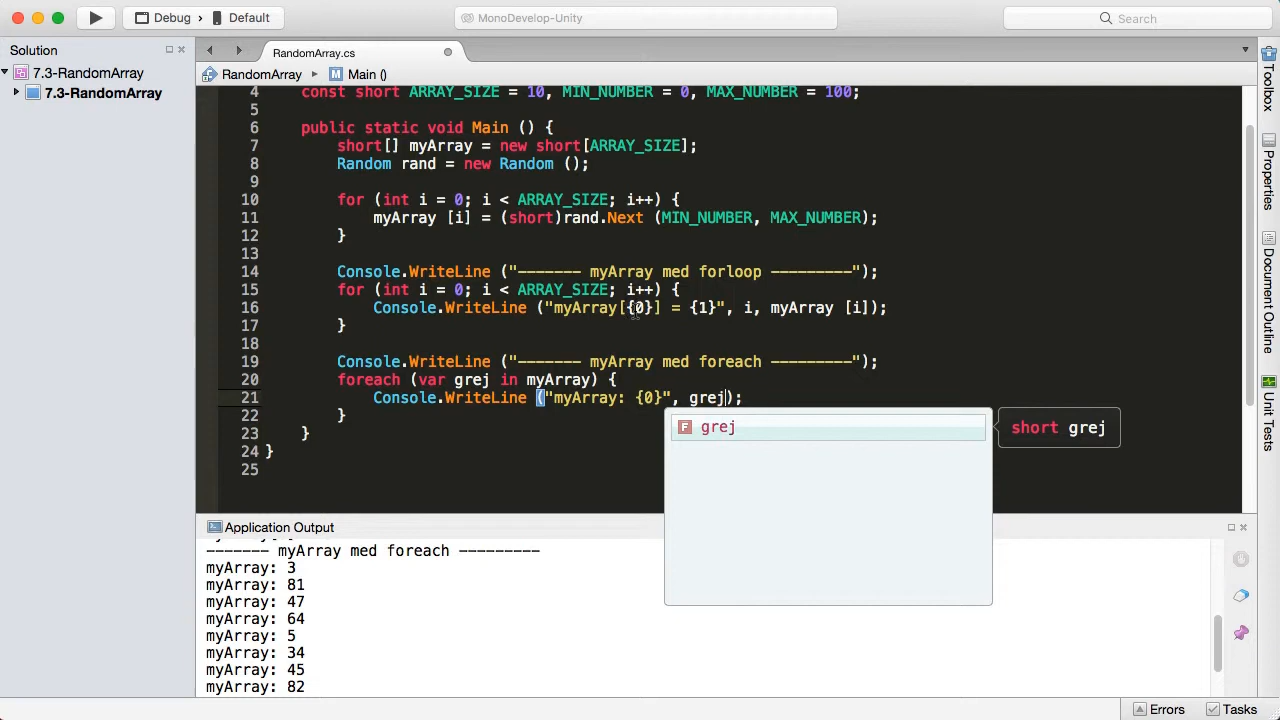 Debug
Default
MonoDevelop-Unity
Search
Solution
7.3-RandomArray
7.3-RandomArray
RandomArray.cs
RandomArray
Main ()
4 const short ARRAY_SIZE = 10, MIN_NUMBER = 0, MAX_NUMBER = 100;
5
6 public static void Main () {
7 short[] myArray = new short[ARRAY_SIZE];
8 Random rand = new Random ();
9
10 for (int i = 0; i < ARRAY_SIZE; i++) {
11 myArray [i] = (short)rand.Next (MIN_NUMBER, MAX_NUMBER);
12 }
13
14 Console.WriteLine ("------- myArray med forloop ---------");
15 for (int i = 0; i < ARRAY_SIZE; i++) {
16 Console.WriteLine ("myArray[{0}] = {1}", i, myArray [i]);
17 }
18
19 Console.WriteLine ("------- myArray med foreach ---------");
20 foreach (var grej in myArray) {
21 Console.WriteLine ("myArray: {0}", grej);
22 }
23 }
24 }
25
grej
short grej
Application Output
------- myArray med foreach ---------
myArray: 3
myArray: 81
myArray: 47
myArray: 64
myArray: 5
myArray: 34
myArray: 45
myArray: 82
Toolbox
Properties
Document Outline
Unit Tests
Errors
Tasks